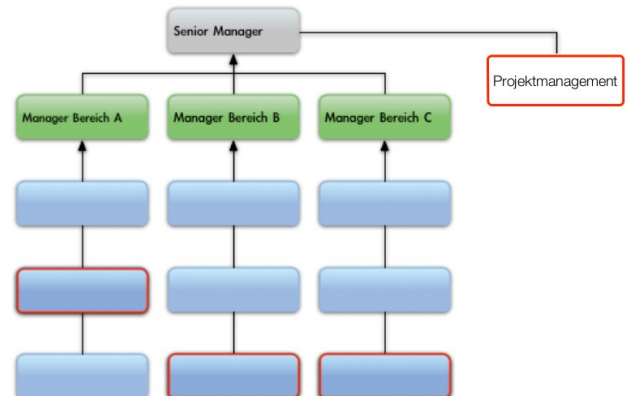 Senior Manager
Projektmanagement
Manager Bereich A
Manager Bereich B
Manager Bereich C